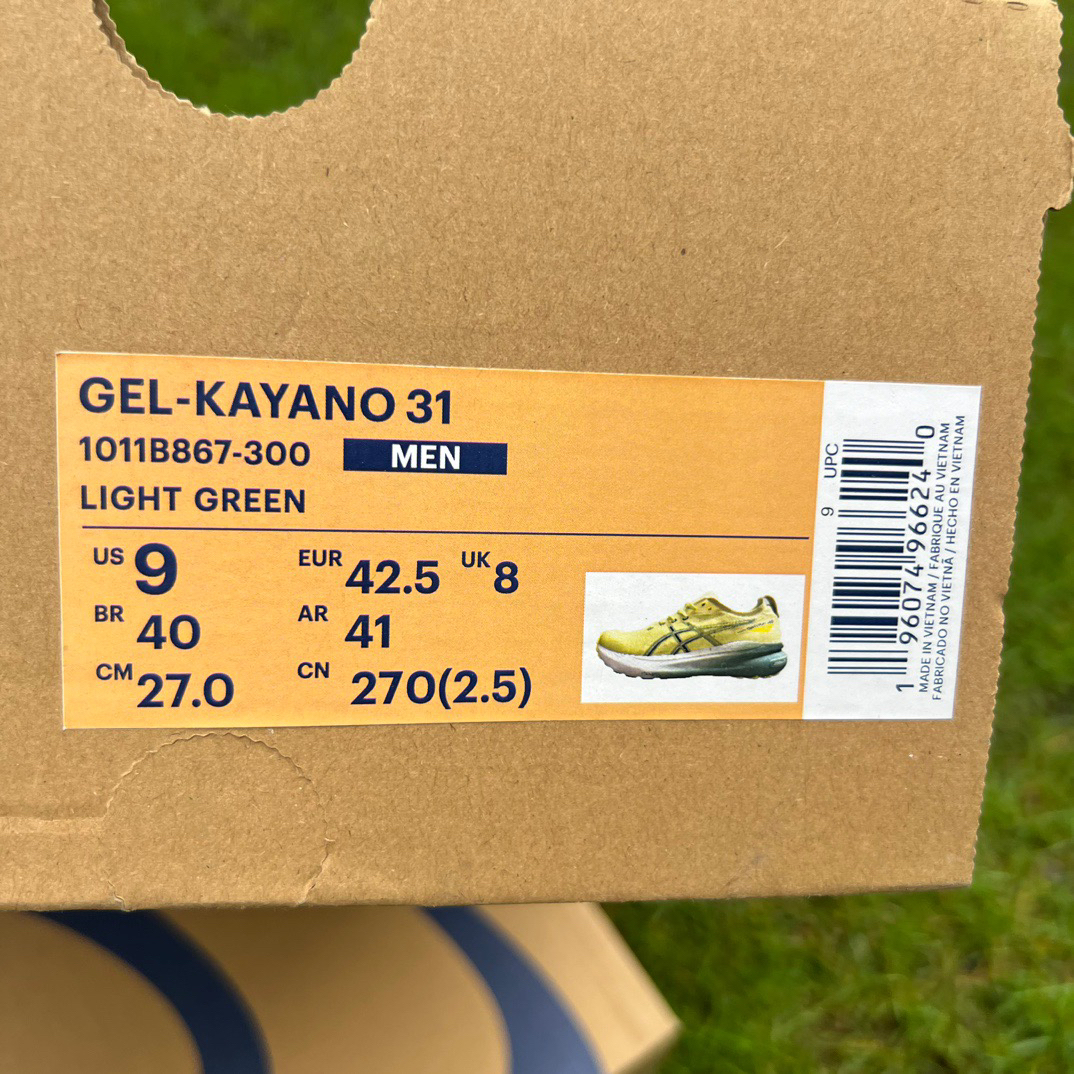 GEL-KAYANO 31
1011B867-300 MEN
LIGHT GREEN
US 9 EUR 42.5 UK 8
BR 40 AR 41
CM 27.0 CN 270(2.5)
9 UPC
1 96074 96624 0
MADE IN VIETNAM / FABRIQUE AU VIETNAM
FABRICADO NO VIETNÃ / HECHO EN VIETNAM